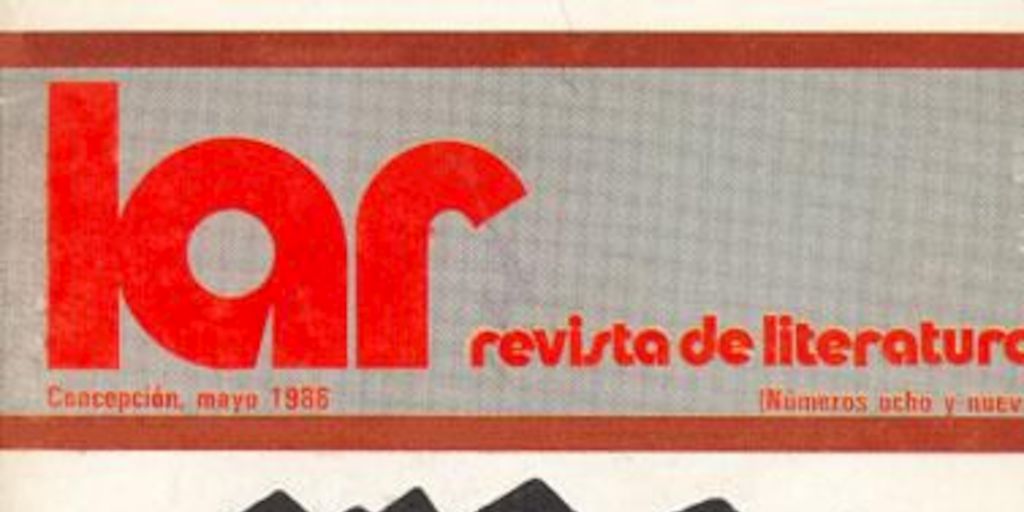 lar
revista de literatura
Concepción, mayo 1986
(Números ocho y nuev